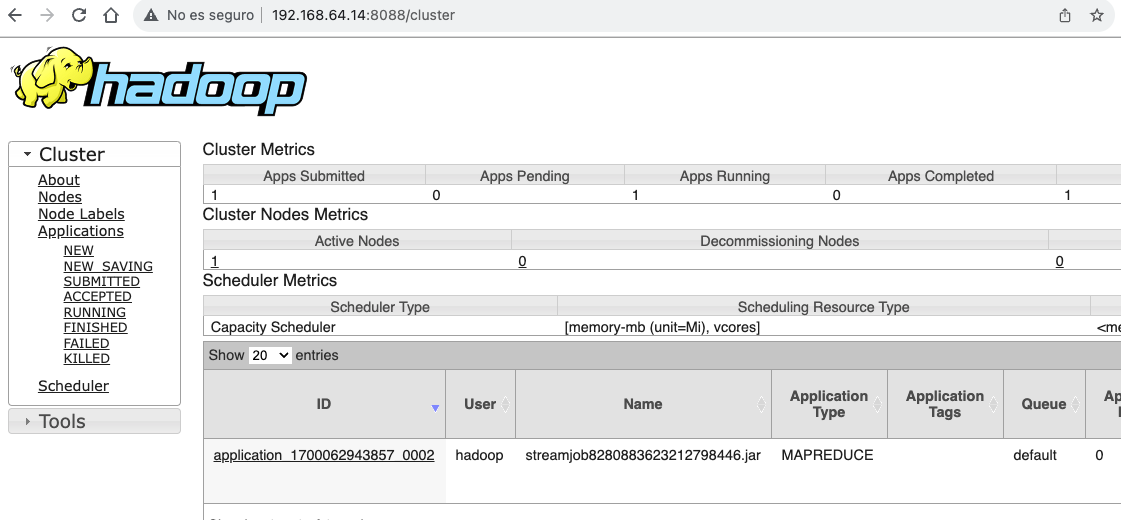 No es seguro 192.168.64.14:8088/cluster
hadoop
Cluster
About
Nodes
Node Labels
Applications
NEW
NEW_SAVING
SUBMITTED
ACCEPTED
RUNNING
FINISHED
FAILED
KILLED
Scheduler
Tools
Cluster Metrics
Apps Submitted Apps Pending Apps Running Apps Completed
1 0 1 0 1
Cluster Nodes Metrics
Active Nodes Decommissioning Nodes
1 0 0
Scheduler Metrics
Scheduler Type Scheduling Resource Type
Capacity Scheduler [memory-mb (unit=Mi), vcores] <me
Show 20 entries
ID User Name Application Type Application Tags Queue
application_1700062943857_0002 hadoop streamjob8280883623212798446.jar MAPREDUCE default 0